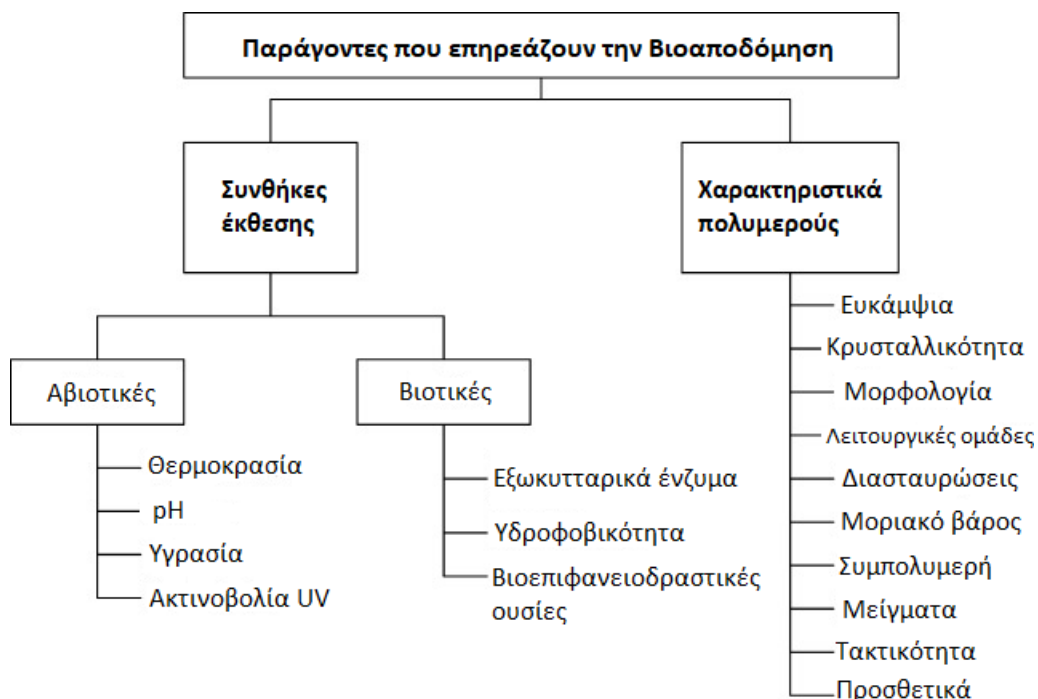 Παράγοντες που επηρεάζουν την Βιοαποδόμηση
Συνθήκες
έκθεσης
Χαρακτηριστικά
πολυμερούς
Αβιοτικές
Βιοτικές
Θερμοκρασία
pH
Υγρασία
Ακτινοβολία UV
Εξωκυτταρικά ένζυμα
Υδροφοβικότητα
Βιοεπιφανειοδραστικές
ουσίες
Ευκάμψια
Κρυσταλλικότητα
Μορφολογία
Λειτουργικές ομάδες
Διασταυρώσεις
Μοριακό βάρος
Συμπολυμερή
Μείγματα
Τακτικότητα
Προσθετικά